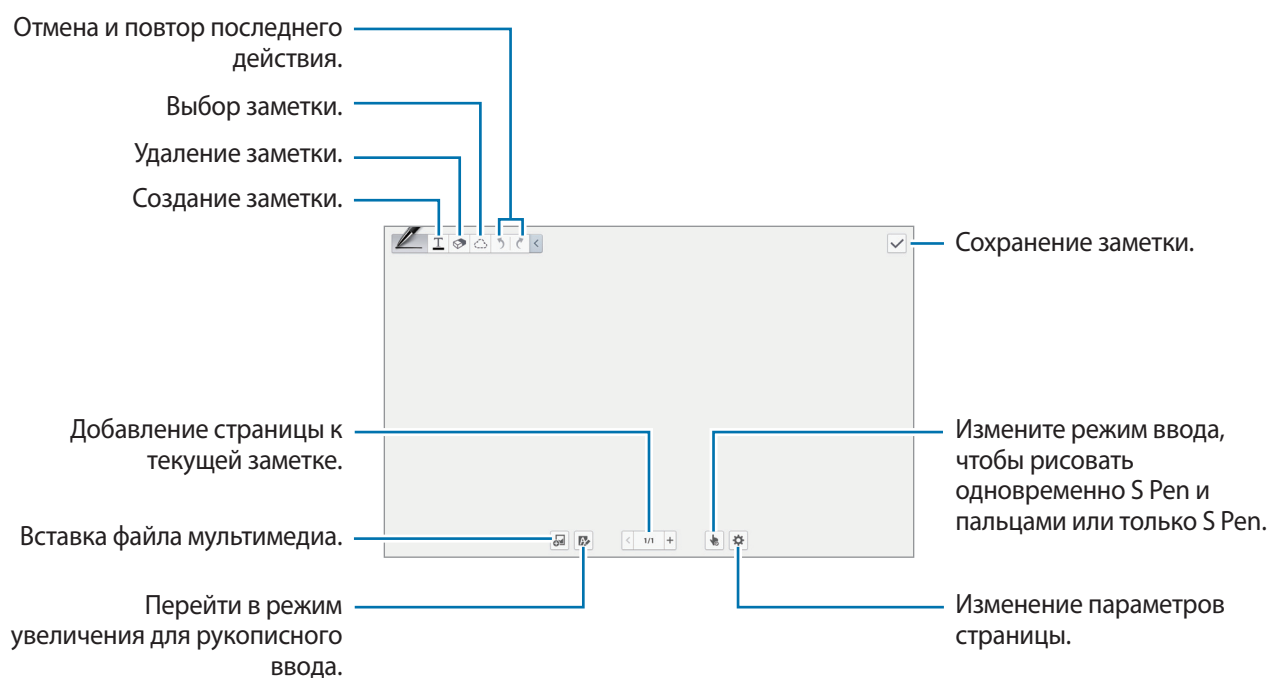 Отмена и повтор последнего
действия.
Выбор заметки.
Удаление заметки.
Создание заметки.
Сохранение заметки.
Добавление страницы к
текущей заметке.
Измените режим ввода,
чтобы рисовать
одновременно S Pen и
пальцами или только S Pen.
Вставка файла мультимедиа.
1/1
Перейти в режим
увеличения для рукописного
ввода.
Изменение параметров
страницы.